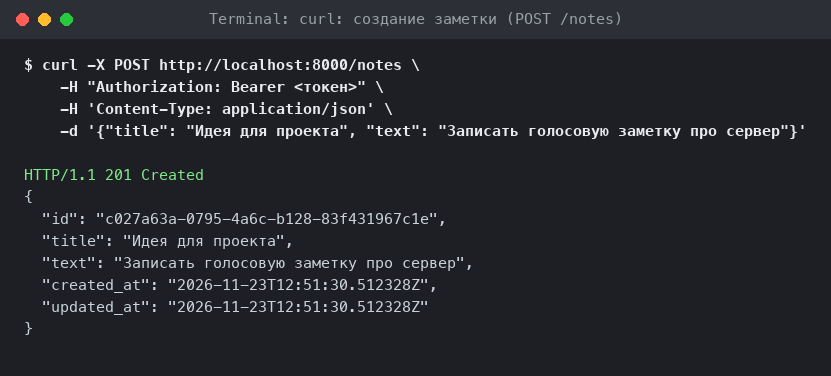 Terminal: curl: создание заметки (POST /notes)
$ curl -X POST http://localhost:8000/notes \
    -H "Authorization: Bearer <токен>" \
    -H 'Content-Type: application/json' \
    -d '{"title": "Идея для проекта", "text": "Записать голосовую заметку про сервер"}'
HTTP/1.1 201 Created
{
  "id": "c027a63a-0795-4a6c-b128-83f431967c1e",
  "title": "Идея для проекта",
  "text": "Записать голосовую заметку про сервер",
  "created_at": "2026-11-23T12:51:30.512328Z",
  "updated_at": "2026-11-23T12:51:30.512328Z"
}